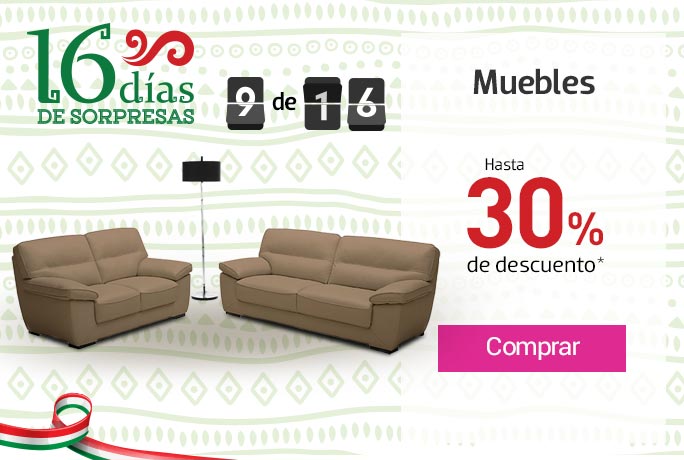 16 días
DE SORPRESAS
9 de 16
Muebles
Hasta
30%
de descuento*
Comprar